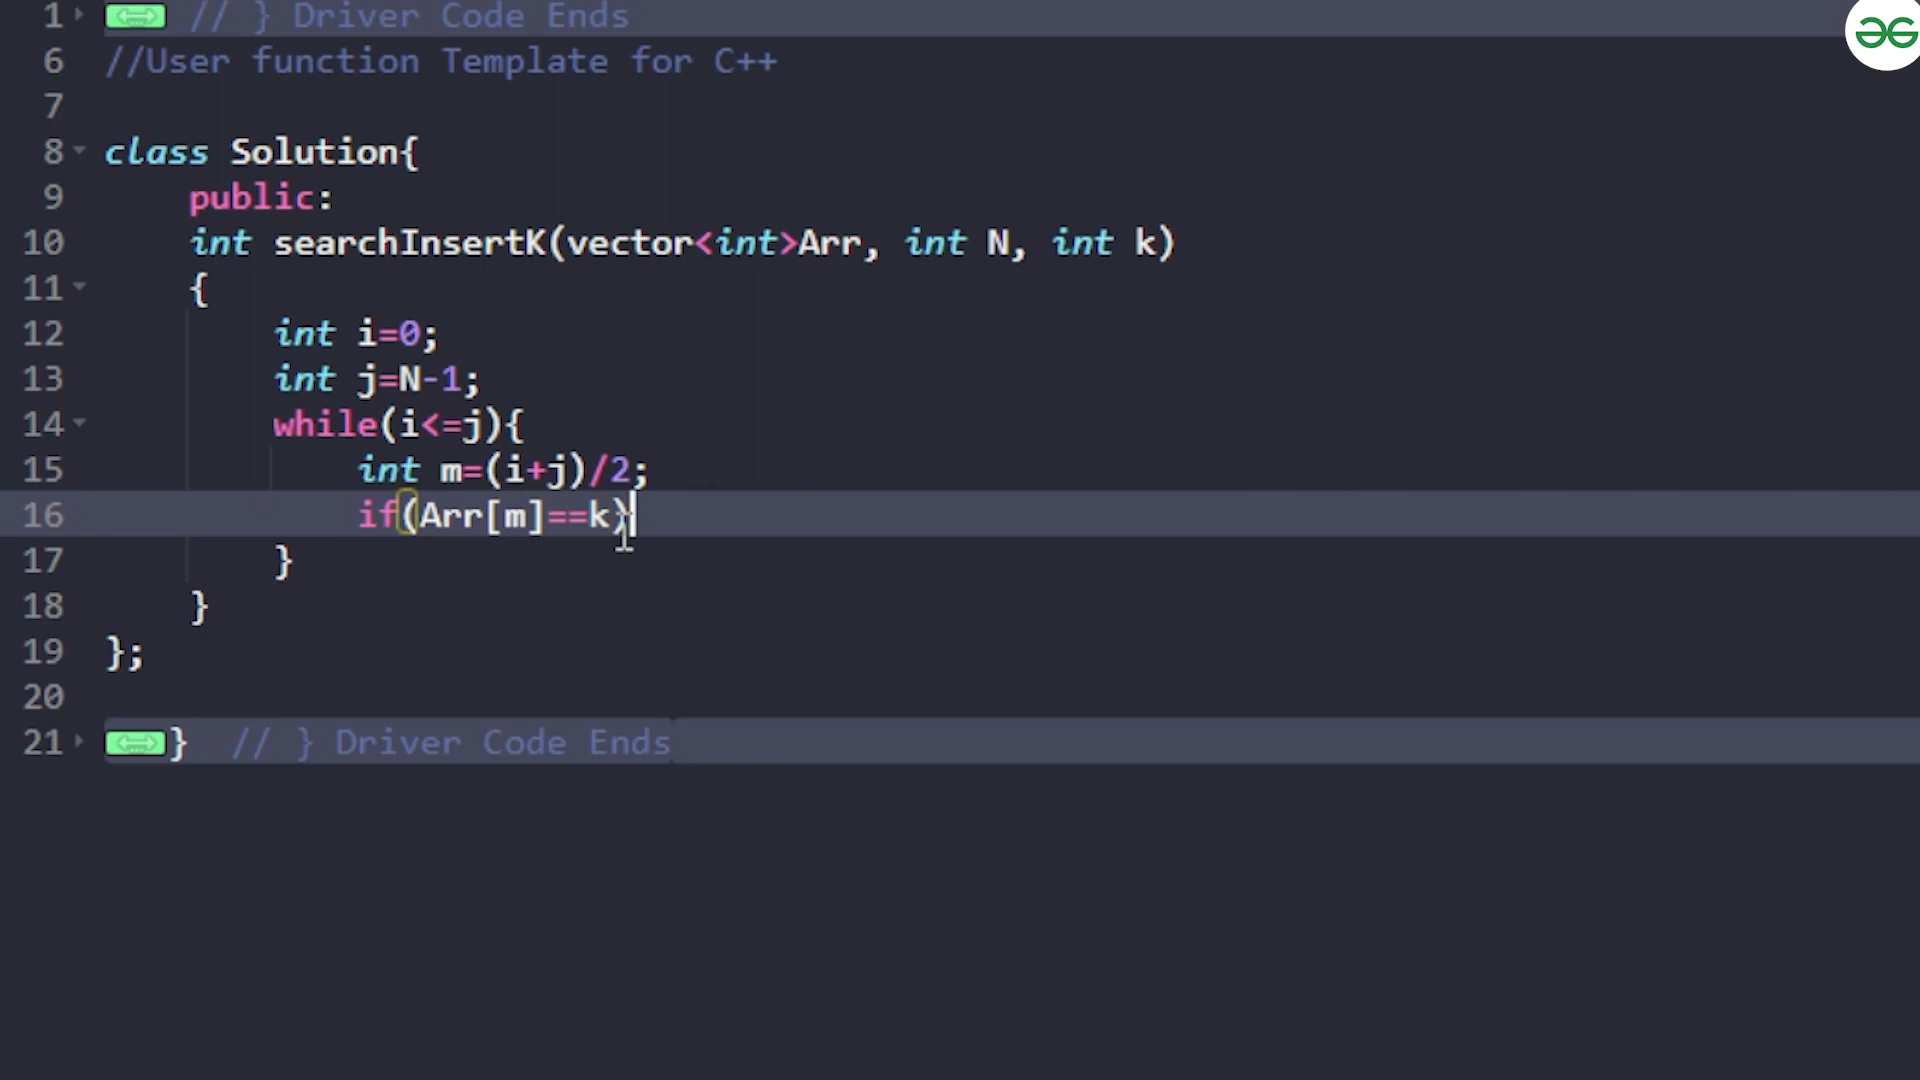 1 // } Driver Code Ends
6 //User function Template for C++
7
8 class Solution{
9 public:
10 int searchInsertK(vector<int>Arr, int N, int k)
11 {
12 int i=0;
13 int j=N-1;
14 while(i<=j){
15 int m=(i+j)/2;
16 if(Arr[m]==k)
17 }
18 }
19 };
20
21 } // } Driver Code Ends